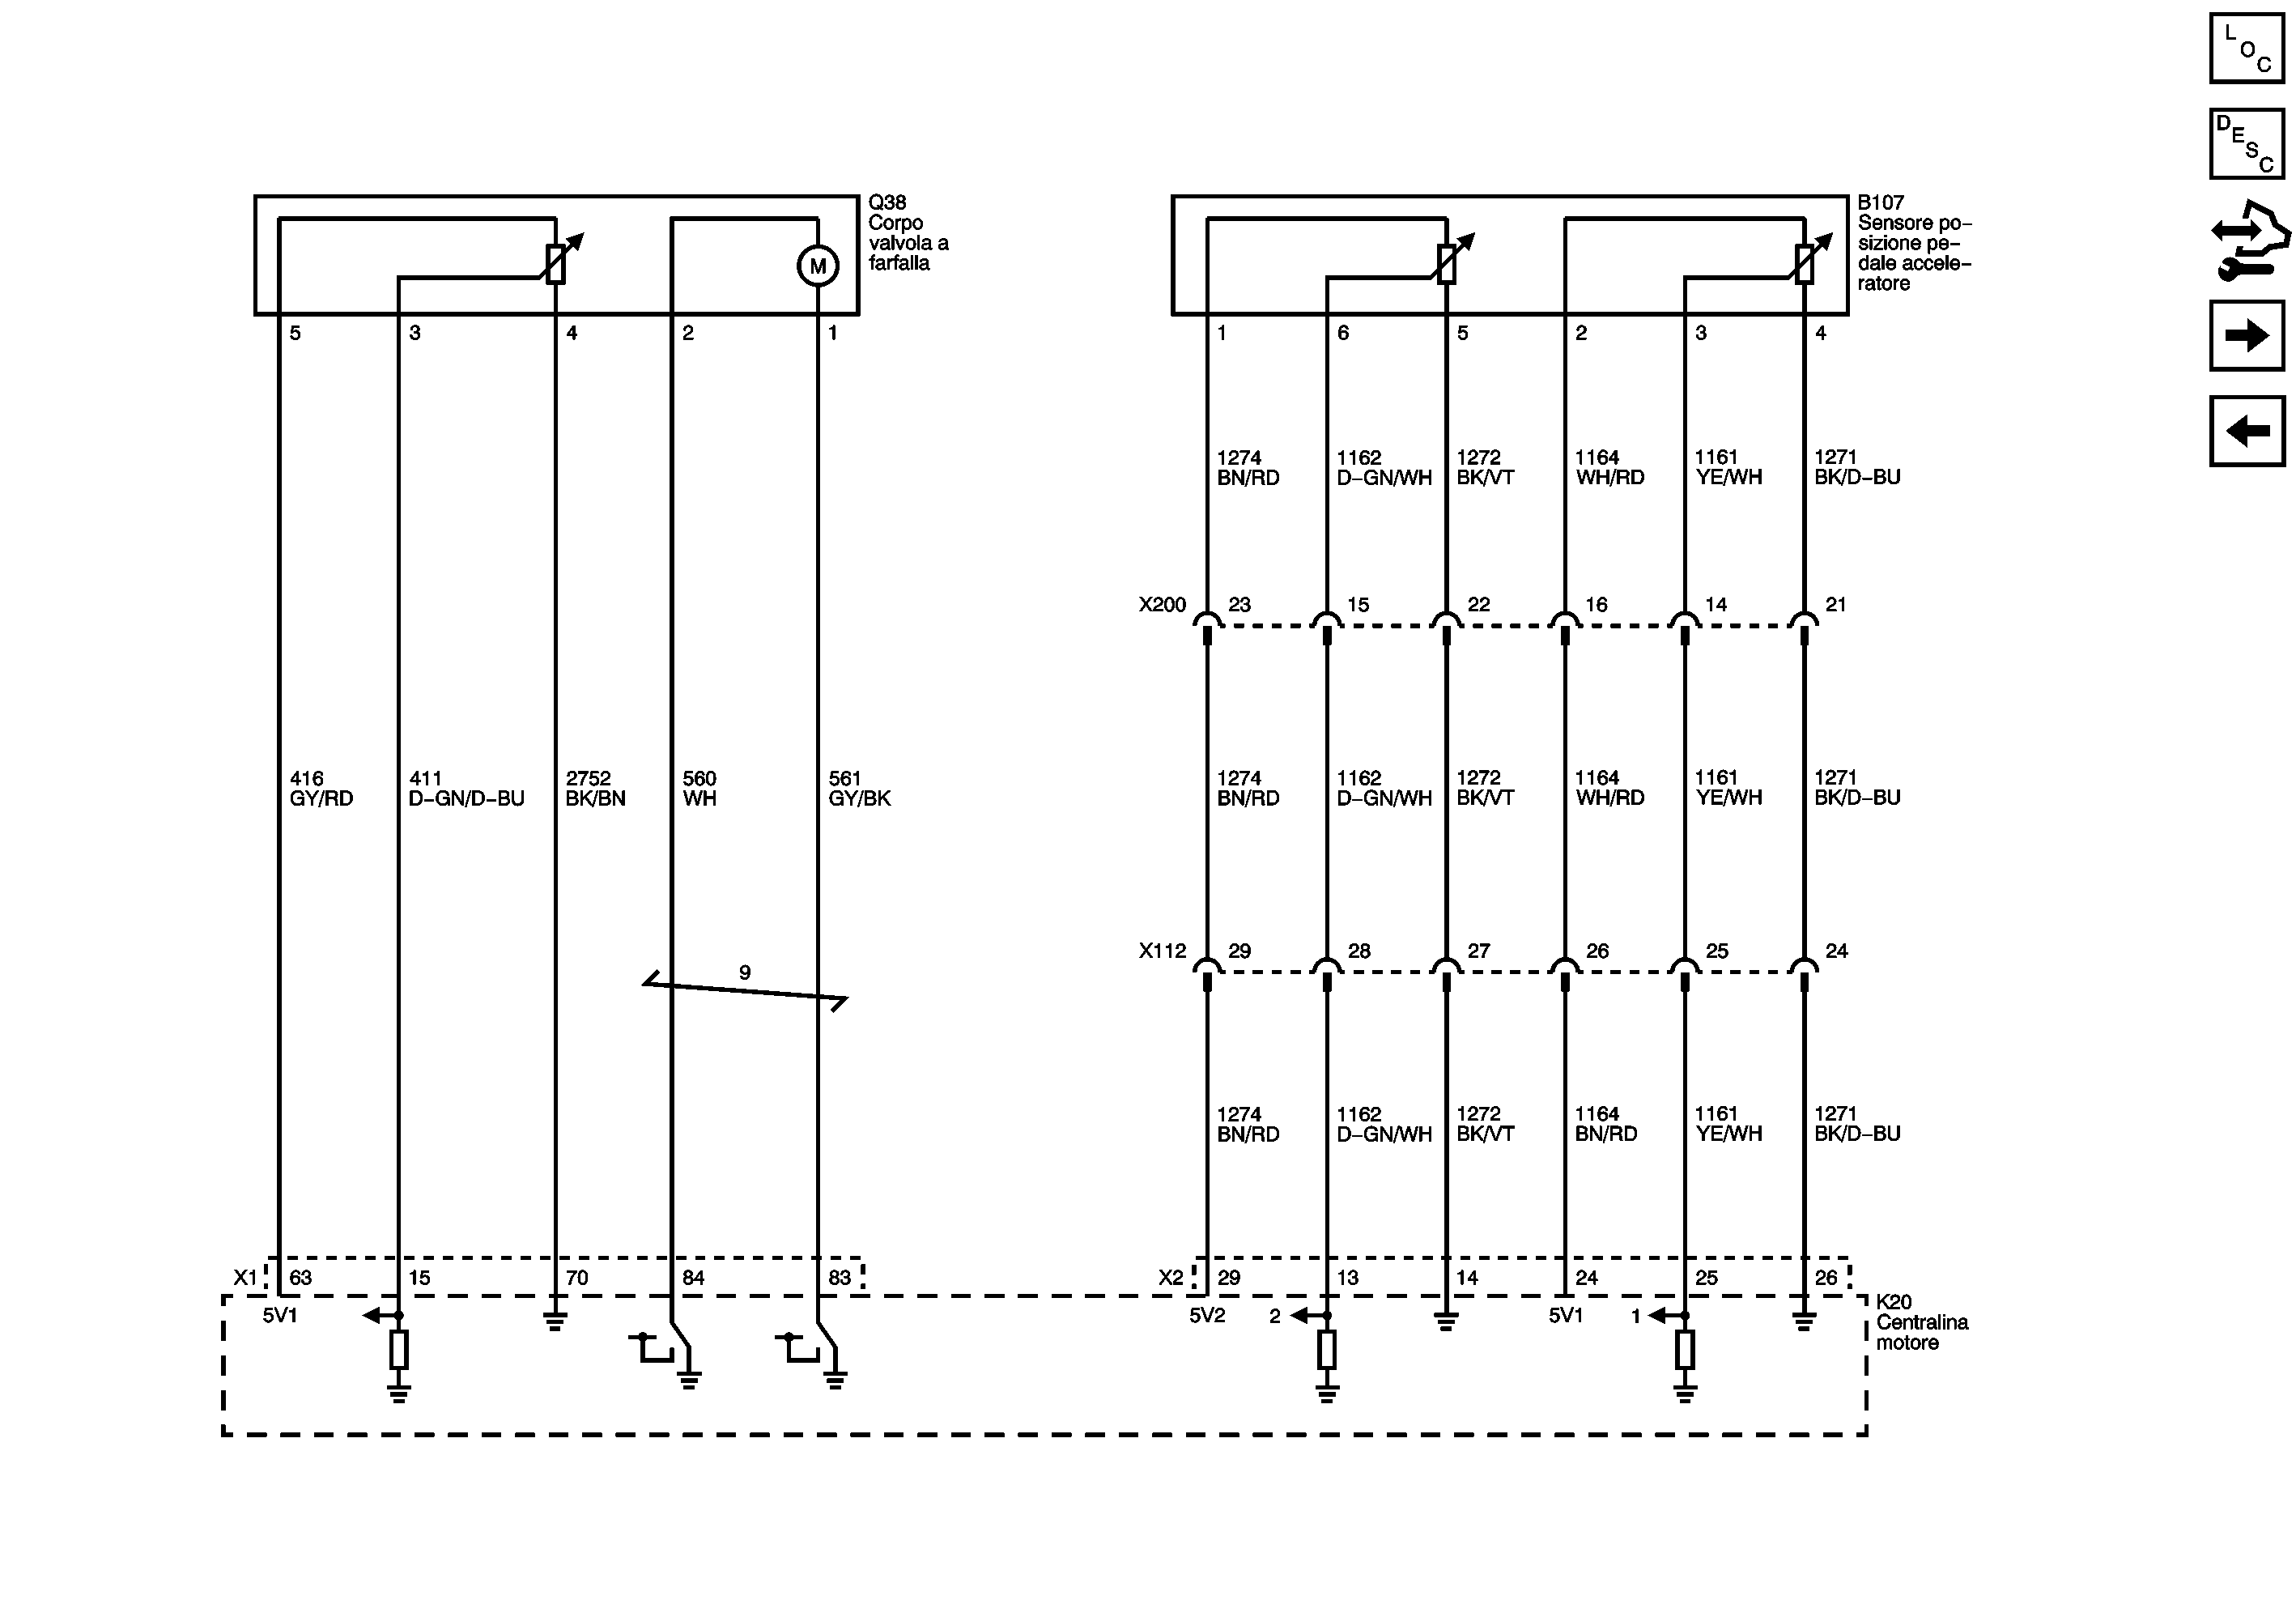 L
O
C
D
E
S
C
Q38
Corpo
valvola a
farfalla
M
B107
Sensore po–
sizione pe–
dale accele–
ratore
5 3 4 2 1
1 6 5 2 3 4
1274 1162 1272 1164 1161 1271
BN/RD D–GN/WH BK/VT WH/RD YE/WH BK/D–BU
X200 23 15 22 16 14 21
416 411 2752 560 561
GY/RD D–GN/D–BU BK/BN WH GY/BK
1274 1162 1272 1164 1161 1271
BN/RD D–GN/WH BK/VT WH/RD YE/WH BK/D–BU
X112 29 28 27 26 25 24
9
1274 1162 1272 1164 1161 1271
BN/RD D–GN/WH BK/VT BN/RD YE/WH BK/D–BU
X1 63 15 70 84 83
X2 29 13 14 24 25 26
5V1
5V2 2 5V1 1
K20
Centralina
motore